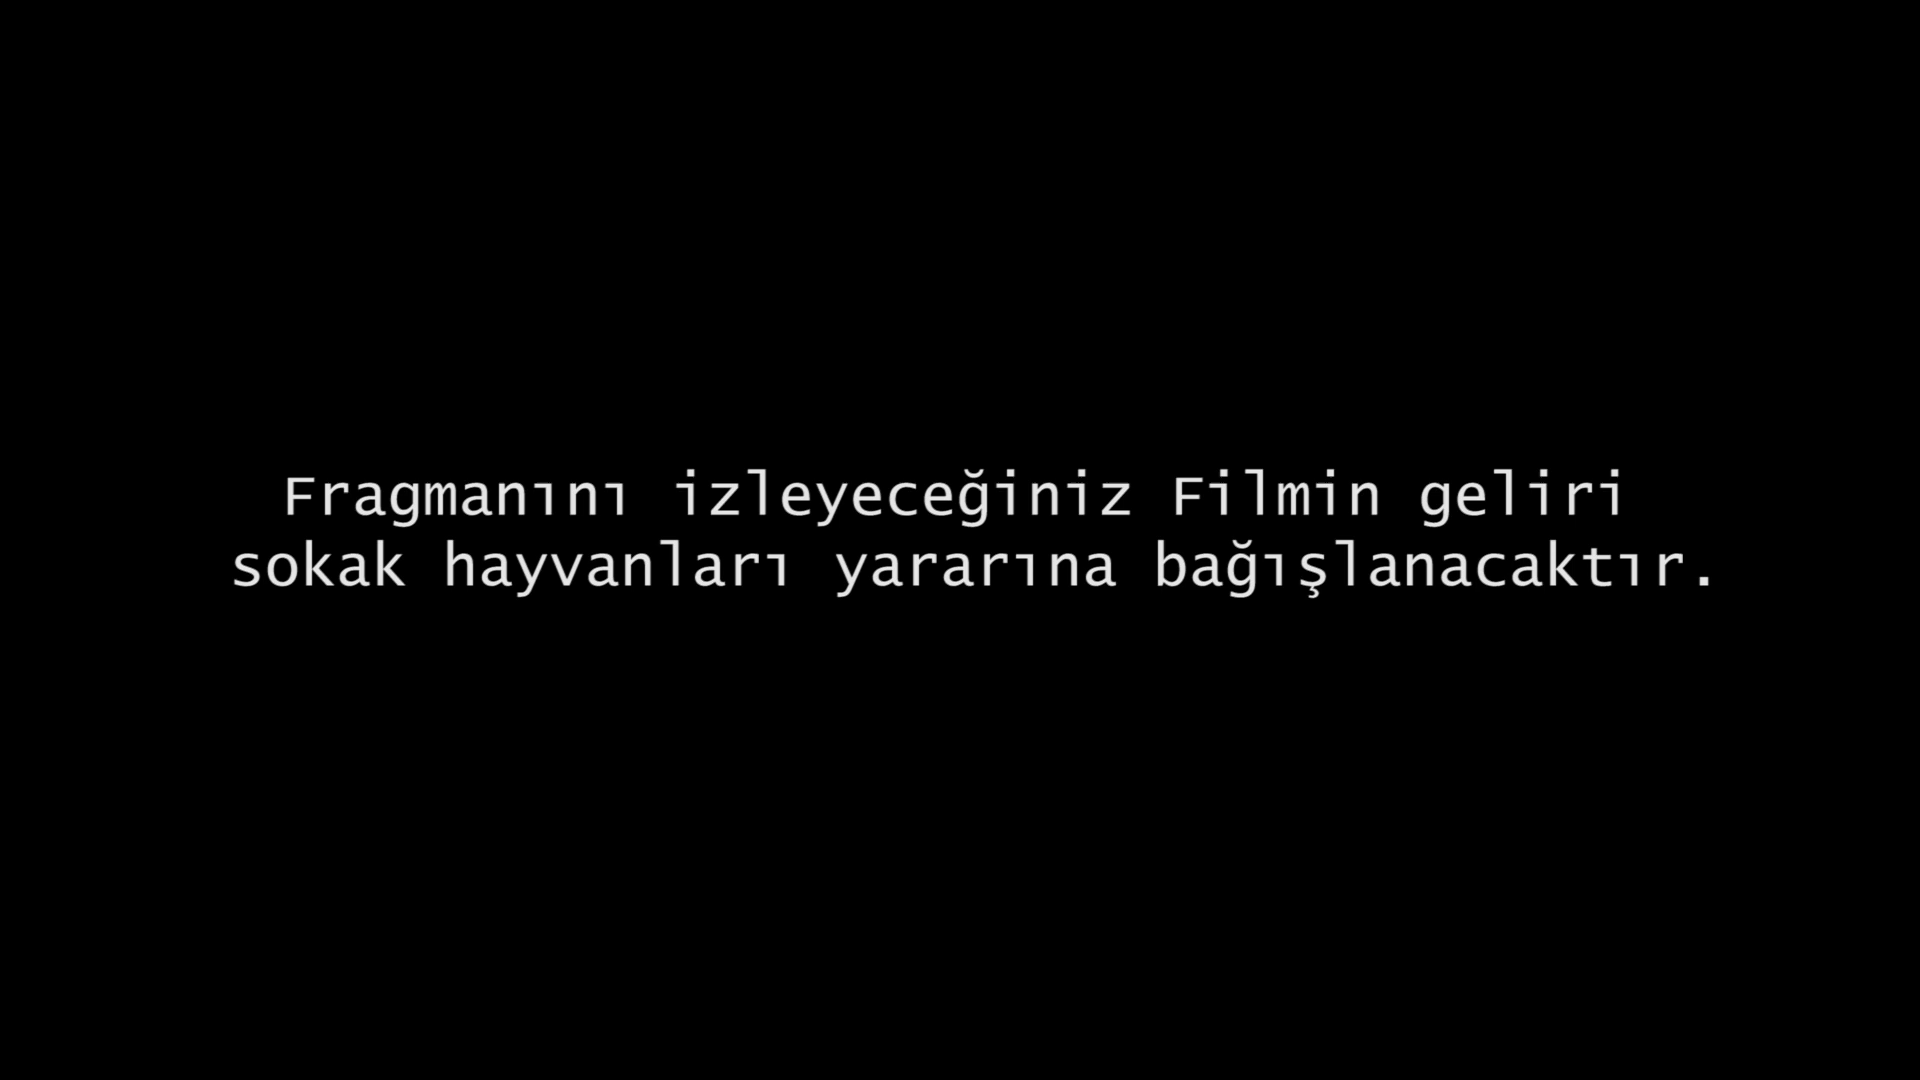 Fragmanını izleyeceğiniz Filmin geliri
sokak hayvanları yararına bağışlanacaktır.